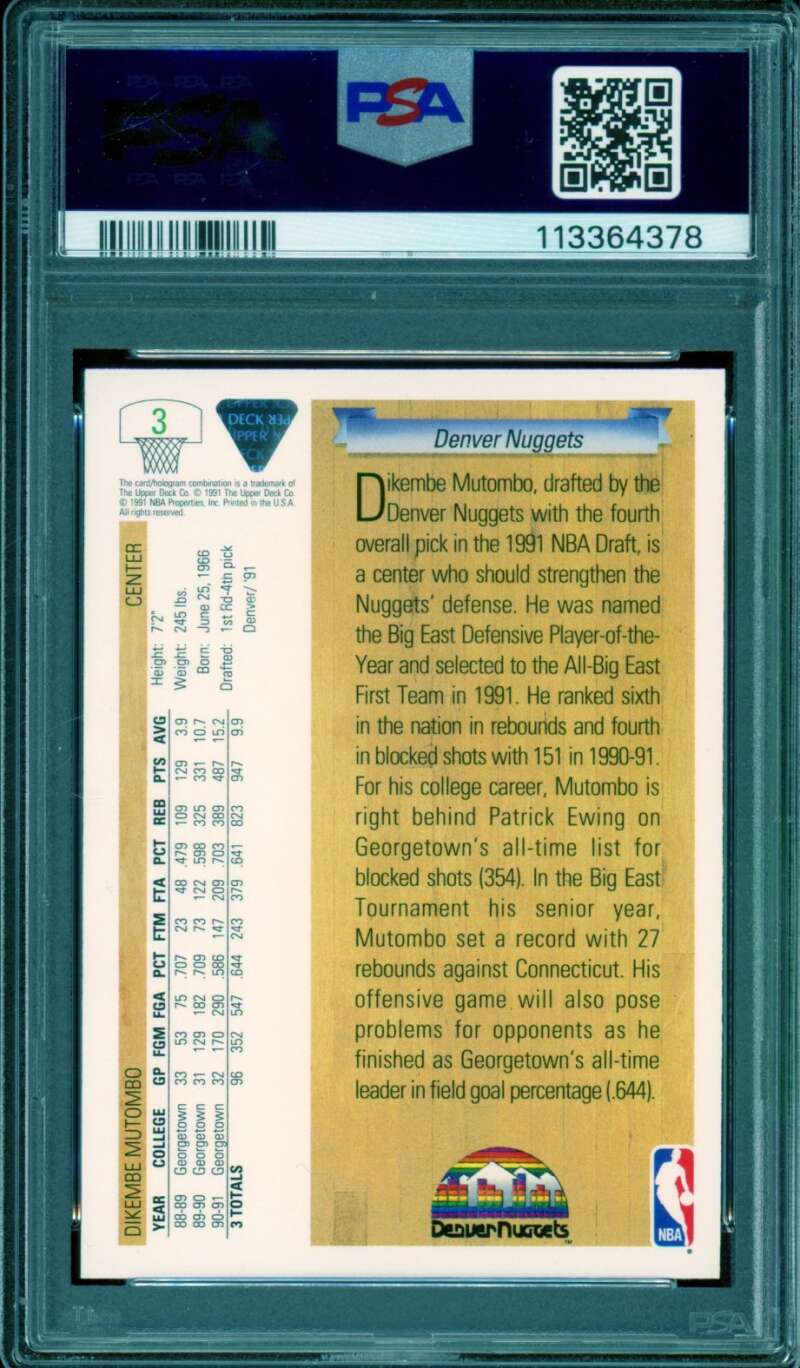 PSA
PSA PSA PSA
PSA
PSA PSA PSA
113364378
3
UPPER
DECK
UPPER
The card/hologram combination is a trademark of
The Upper Deck Co. © 1991 The Upper Deck Co.
© 1991 NBA Properties, Inc. Printed in the U.S.A.
All rights reserved.
DIKEMBE MUTOMBO CENTER
Height: 7'2"
Weight: 245 lbs.
Born: June 25, 1966
Drafted: 1st Rd-4th pick
Denver/ '91
YEAR COLLEGE GP FGM FGA PCT FTM FTA PCT REB PTS AVG
88-89 Georgetown 33 53 75 .707 23 48 .479 109 129 3.9
89-90 Georgetown 31 129 182 .709 73 122 .598 325 331 10.7
90-91 Georgetown 32 170 290 .586 147 209 .703 389 487 15.2
3 TOTALS 96 352 547 .644 243 379 .641 823 947 9.9
Denver Nuggets
Dikembe Mutombo, drafted by the
Denver Nuggets with the fourth
overall pick in the 1991 NBA Draft, is
a center who should strengthen the
Nuggets' defense. He was named
the Big East Defensive Player-of-the-
Year and selected to the All-Big East
First Team in 1991. He ranked sixth
in the nation in rebounds and fourth
in blocked shots with 151 in 1990-91.
For his college career, Mutombo is
right behind Patrick Ewing on
Georgetown's all-time list for
blocked shots (354). In the Big East
Tournament his senior year,
Mutombo set a record with 27
rebounds against Connecticut. His
offensive game will also pose
problems for opponents as he
finished as Georgetown's all-time
leader in field goal percentage (.644).
Denver Nuggets
TM
NBA
PSA